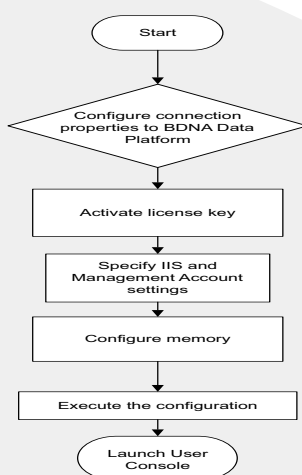 Start
Configure connection
properties to BDNA Data
Platform
Activate license key
Specify IIS and
Management Account
settings
Configure memory
Execute the configuration
Launch User
Console